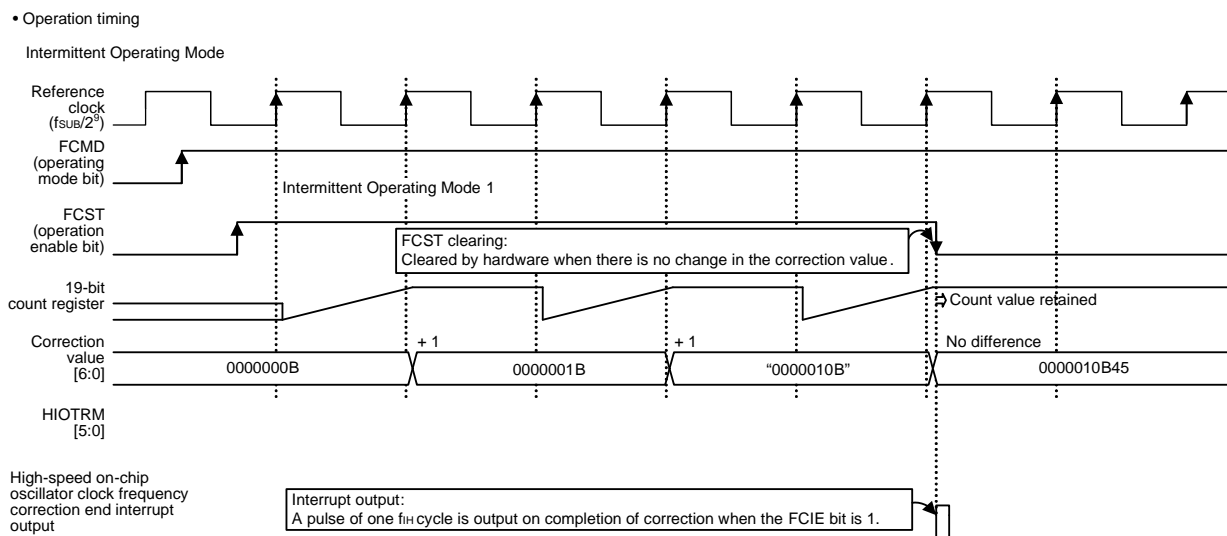 • Operation timing
Intermittent Operating Mode
Reference
clock
(fSUB/2⁹)
FCMD
(operating
mode bit)
Intermittent Operating Mode 1
FCST
(operation
enable bit)
FCST clearing:
Cleared by hardware when there is no change in the correction value.
19-bit
count register
Count value retained
Correction
value
[6:0]
+ 1
+ 1
No difference
0000000B
0000001B
“0000010B”
0000010B45
HIOTRM
[5:0]
High-speed on-chip
oscillator clock frequency
correction end interrupt
output
Interrupt output:
A pulse of one fIH cycle is output on completion of correction when the FCIE bit is 1.